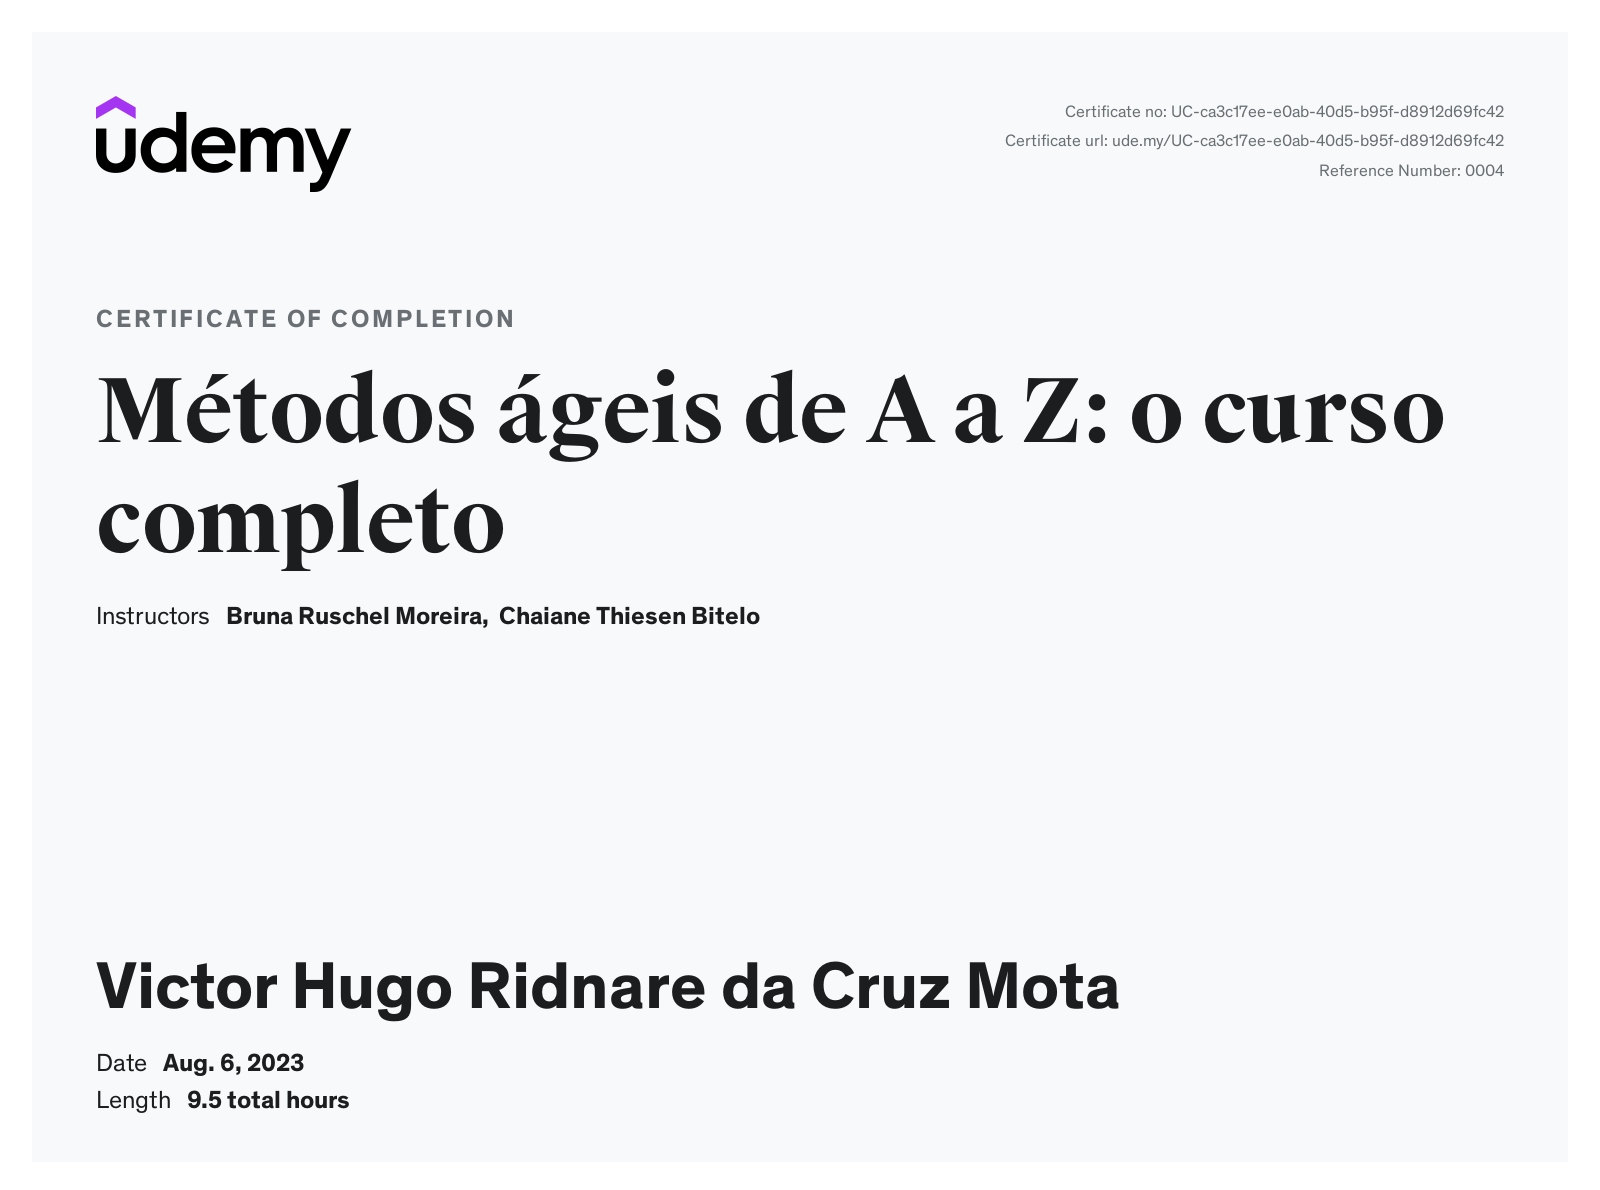 udemy
Certificate no: UC-ca3c17ee-e0ab-40d5-b95f-d8912d69fc42
Certificate url: ude.my/UC-ca3c17ee-e0ab-40d5-b95f-d8912d69fc42
Reference Number: 0004
CERTIFICATE OF COMPLETION
Métodos ágeis de A a Z: o curso
completo
Instructors Bruna Ruschel Moreira, Chaiane Thiesen Bitelo
Victor Hugo Ridnare da Cruz Mota
Date Aug. 6, 2023
Length 9.5 total hours